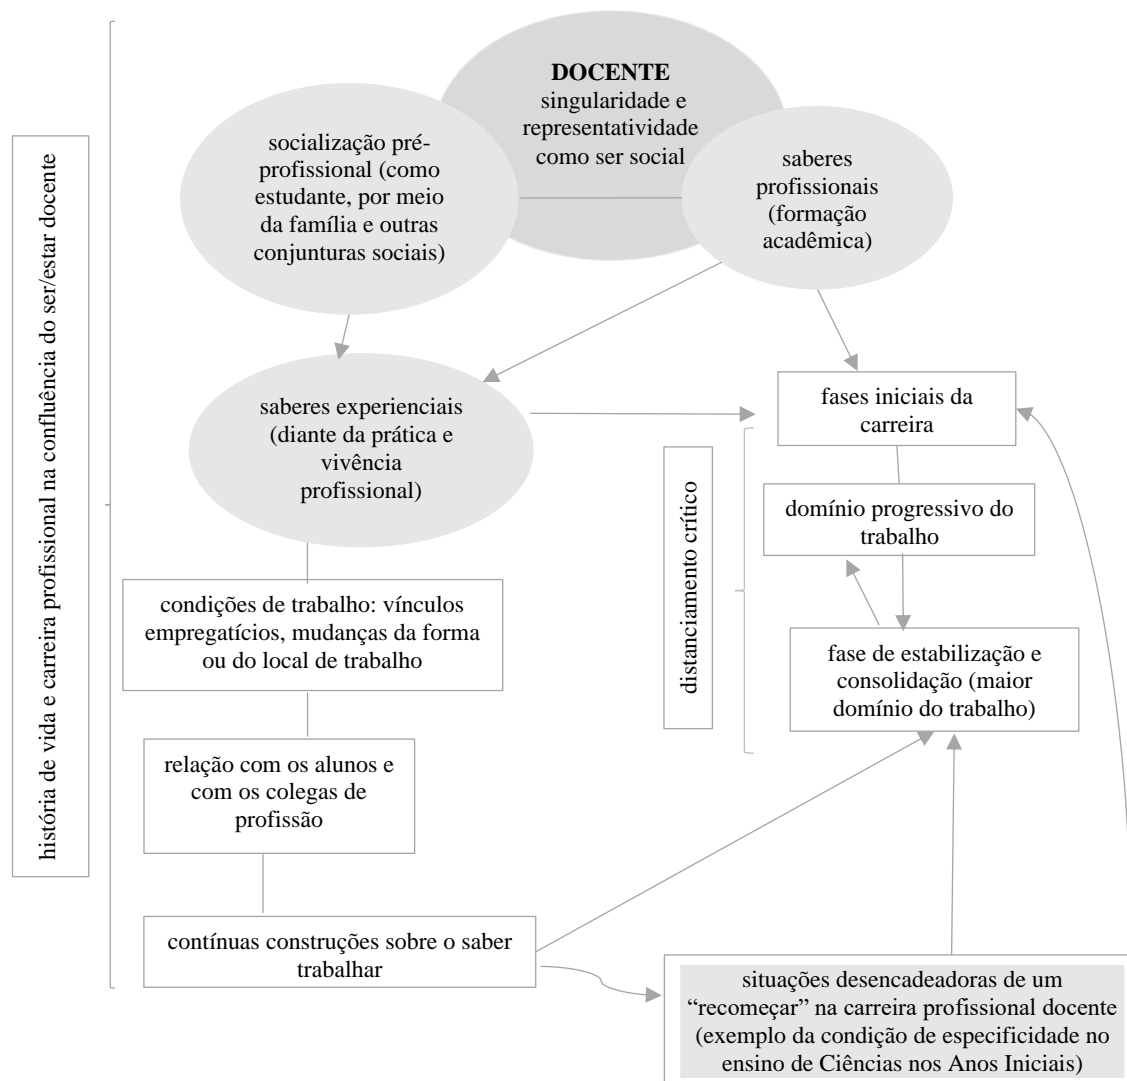 DOCENTE
singularidade e
representatividade
como ser social
socialização pré-
profissional (como
estudante, por meio
da família e outras
conjunturas sociais)
saberes
profissionais
(formação
acadêmica)
história de vida e carreira profissional na confluência do ser/estar docente
saberes experienciais
(diante da prática e
vivência
profissional)
fases iniciais da
carreira
distanciamento crítico
domínio progressivo do
trabalho
condições de trabalho: vínculos
empregatícios, mudanças da forma
ou do local de trabalho
fase de estabilização e
consolidação (maior
domínio do trabalho)
relação com os alunos e
com os colegas de
profissão
contínuas construções sobre o saber
trabalhar
situações desencadeadoras de um
“recomeçar” na carreira profissional docente
(exemplo da condição de especificidade no
ensino de Ciências nos Anos Iniciais)